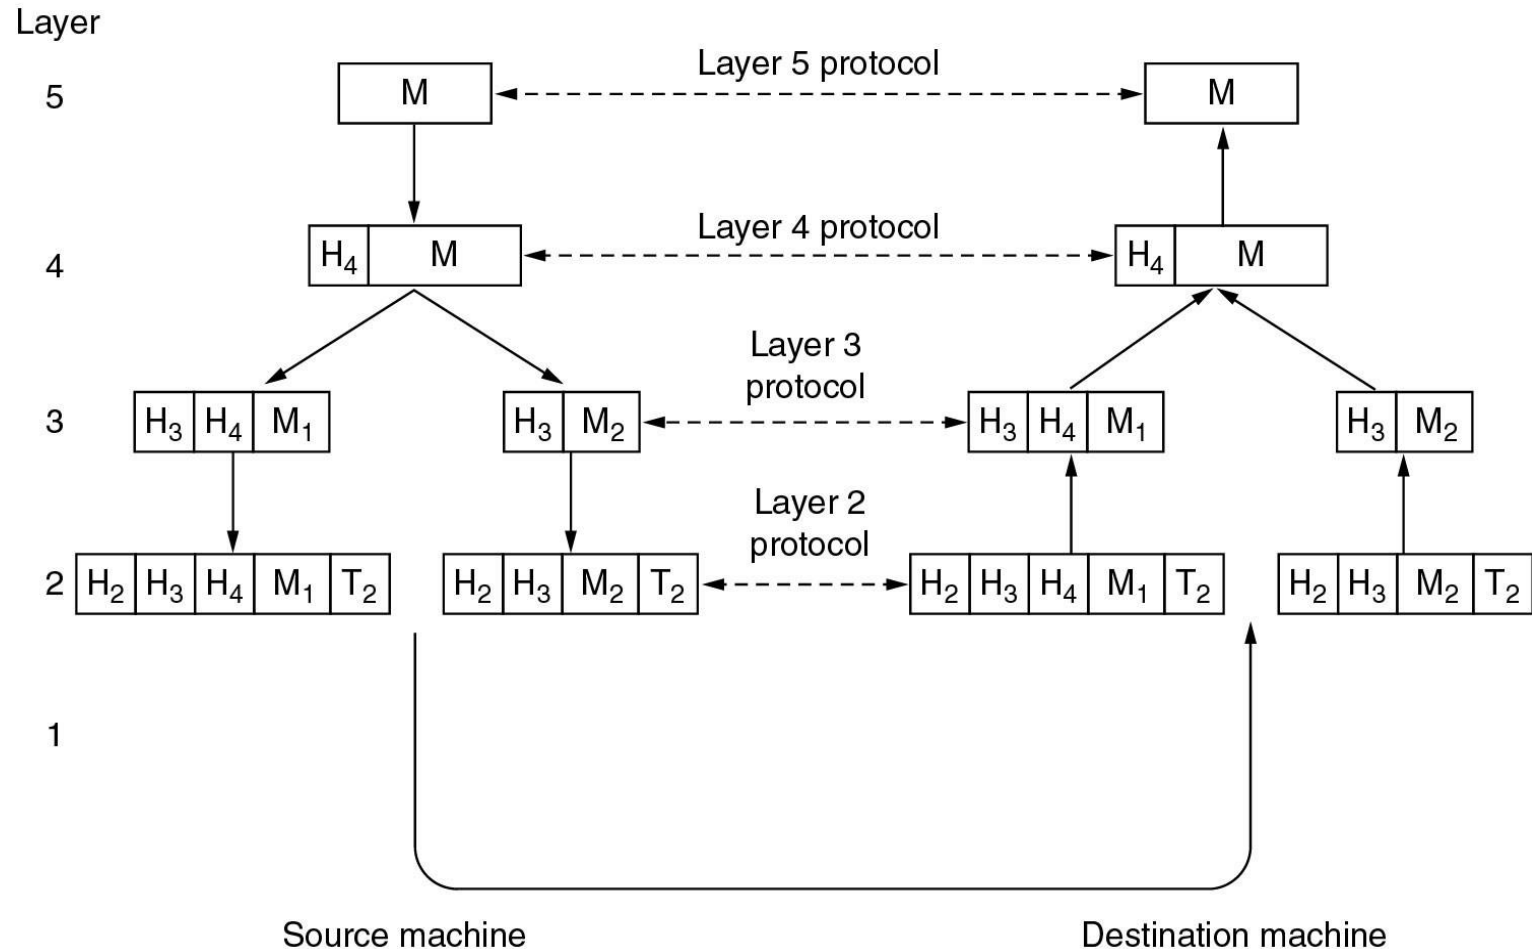 Layer
Layer 5 protocol
5 M M
Layer 4 protocol
4 H₄ M H₄ M
Layer 3
protocol
3 H₃ H₄ M₁ H₃ M₂ H₃ H₄ M₁ H₃ M₂
Layer 2
protocol
2 H₂ H₃ H₄ M₁ T₂ H₂ H₃ M₂ T₂ H₂ H₃ H₄ M₁ T₂ H₂ H₃ M₂ T₂
1
Source machine Destination machine